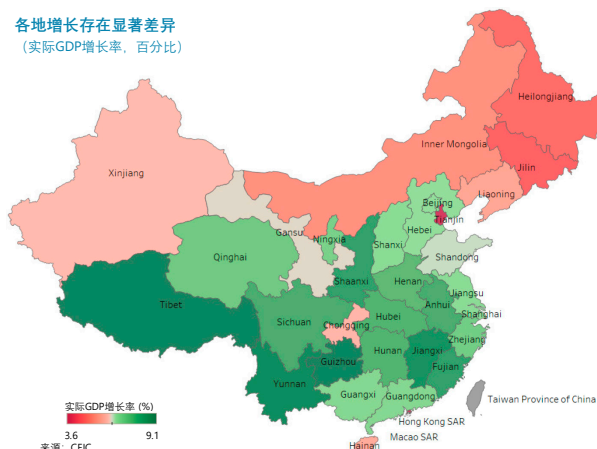 各地增长存在显著差异
（实际GDP增长率，百分比）
Heilongjiang
Inner Mongolia
Jilin
Xinjiang
Liaoning
Beijing
Tianjin
Gansu
Hebei
Ningxia
Shanxi
Qinghai
Shandong
Shaanxi
Henan
Jiangsu
Tibet
Anhui
Shanghai
Sichuan
Chongqing
Hubei
Zhejiang
Hunan
Jiangxi
Guizhou
Fujian
Yunnan
Guangxi
Guangdong
Taiwan Province of China
实际GDP增长率 (%)
Hong Kong SAR
3.6
9.1
Macao SAR
Hainan
来源：CEIC